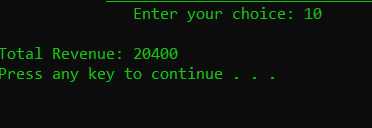 Enter your choice: 10
Total Revenue: 20400
Press any key to continue . . .